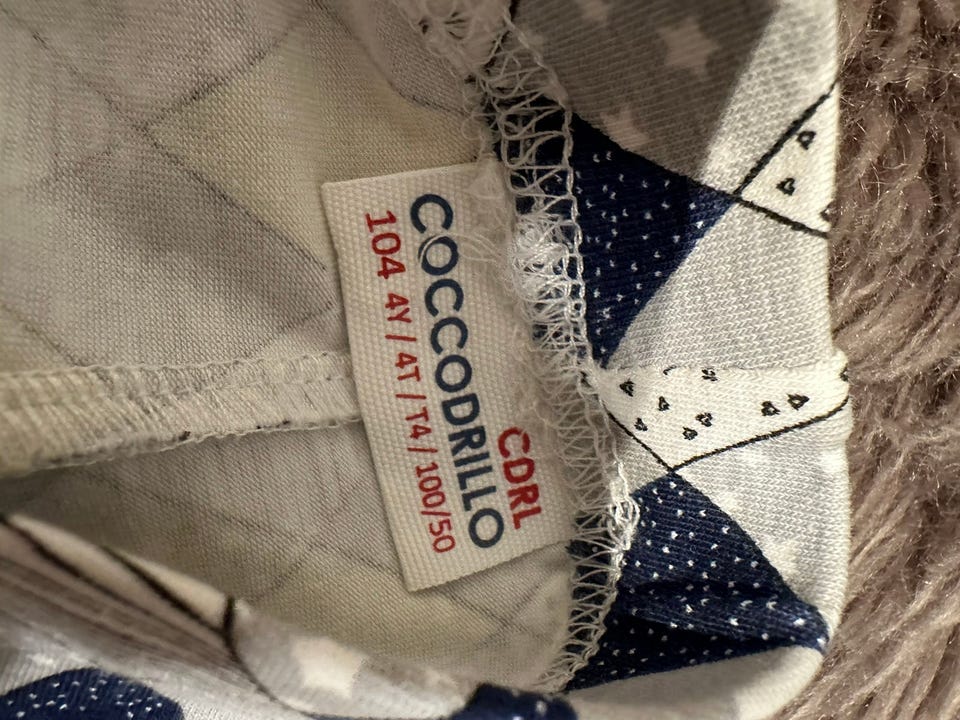 CDRL
COCCODRILLO
104 4Y / 4T / T4 / 100/50